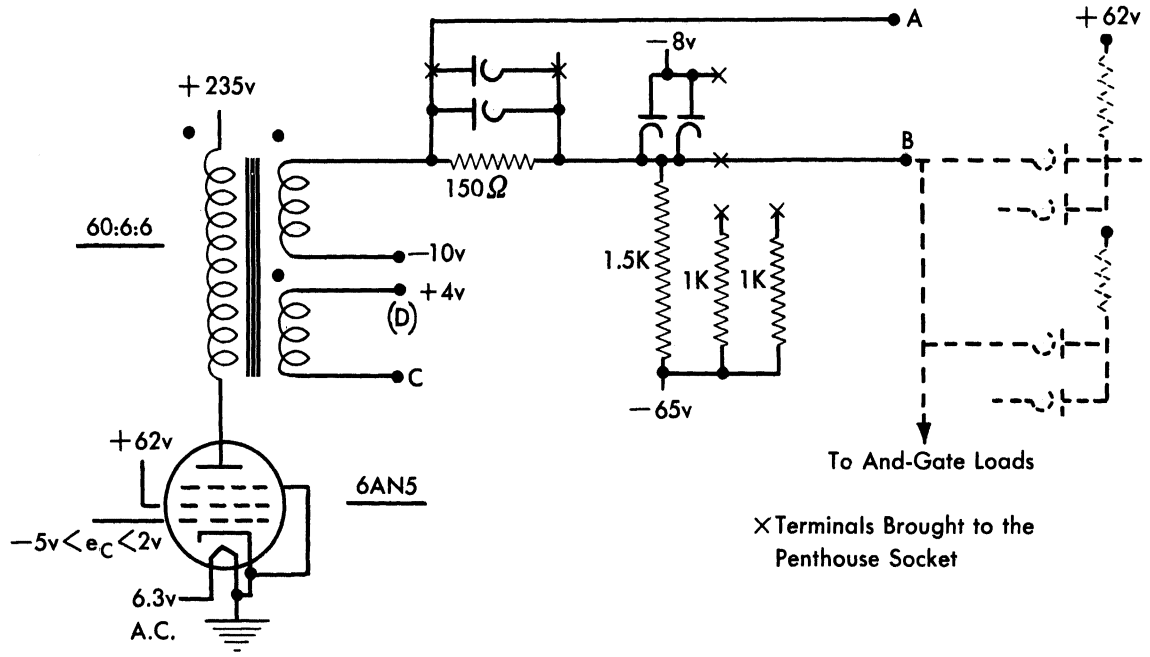 A
+62v
−8v
+235v
B
150Ω
60:6:6
−10v
1.5K
1K
1K
+4v
(D)
C
−65v
+62v
To And-Gate Loads
6AN5
−5v<eC<2v
×Terminals Brought to the
Penthouse Socket
6.3v
A.C.